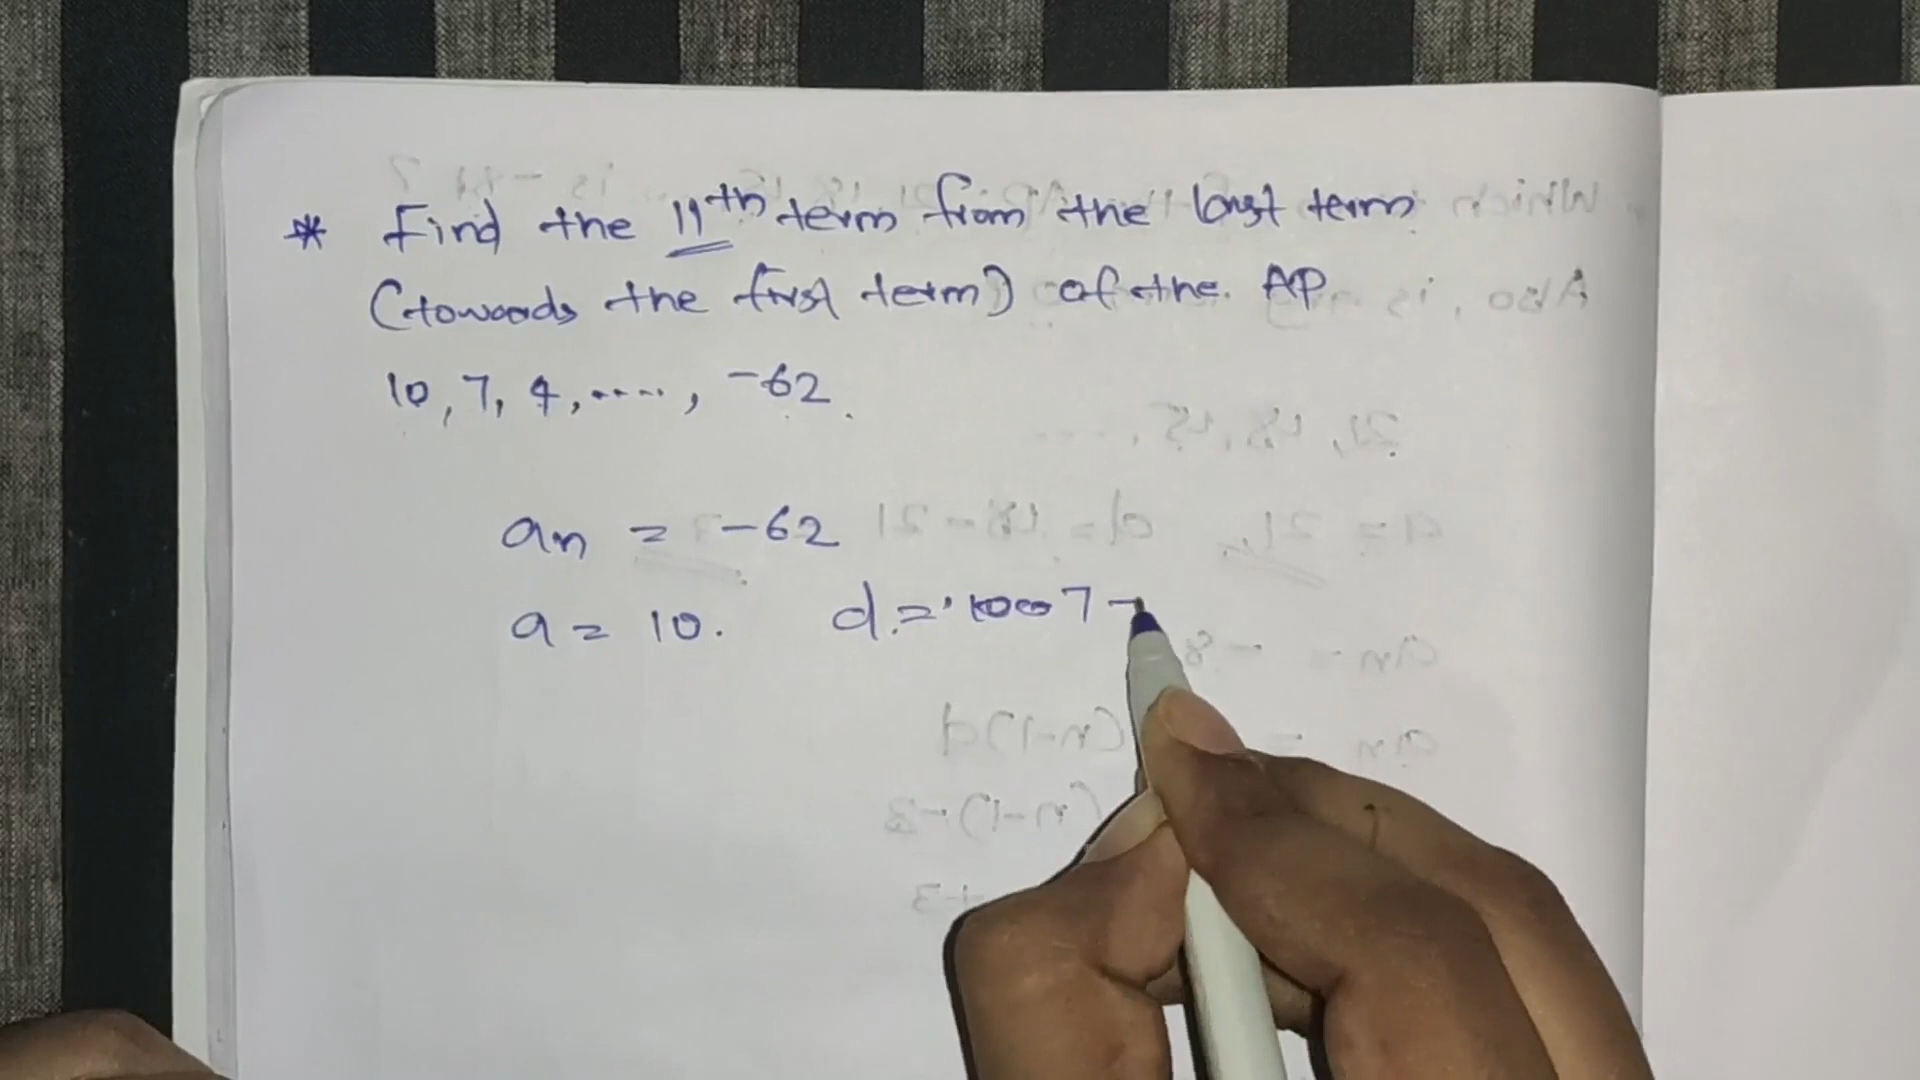 * Find the 11th term from the last term
(towards the first term) of the AP
10, 7, 4, ...., -62.
an = -62
a = 10. d = 7 -